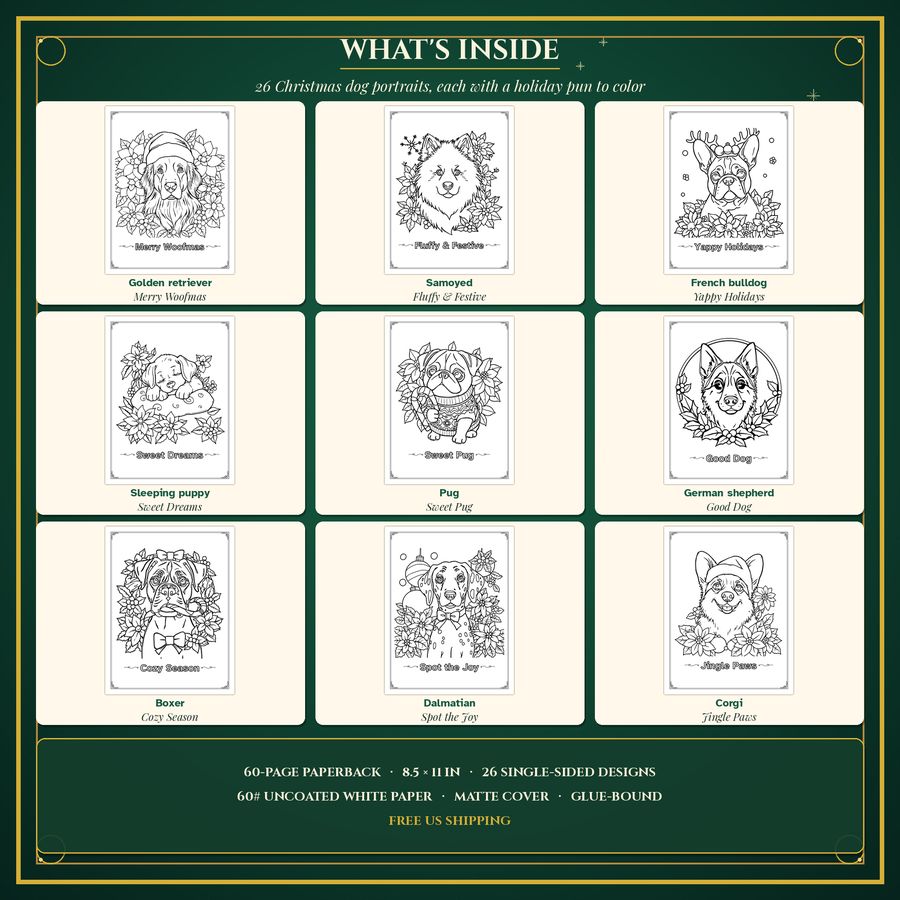 WHAT'S INSIDE
26 Christmas dog portraits, each with a holiday pun to color
Merry Woofmas
Golden retriever
Merry Woofmas
Fluffy & Festive
Samoyed
Fluffy & Festive
Yappy Holidays
French bulldog
Yappy Holidays
Sweet Dreams
Sleeping puppy
Sweet Dreams
Sweet Pug
Pug
Sweet Pug
Good Dog
German shepherd
Good Dog
Cozy Season
Boxer
Cozy Season
Spot the Joy
Dalmatian
Spot the Joy
Jingle Paws
Corgi
Jingle Paws
60-PAGE PAPERBACK · 8.5 × 11 IN · 26 SINGLE-SIDED DESIGNS
60# UNCOATED WHITE PAPER · MATTE COVER · GLUE-BOUND
FREE US SHIPPING